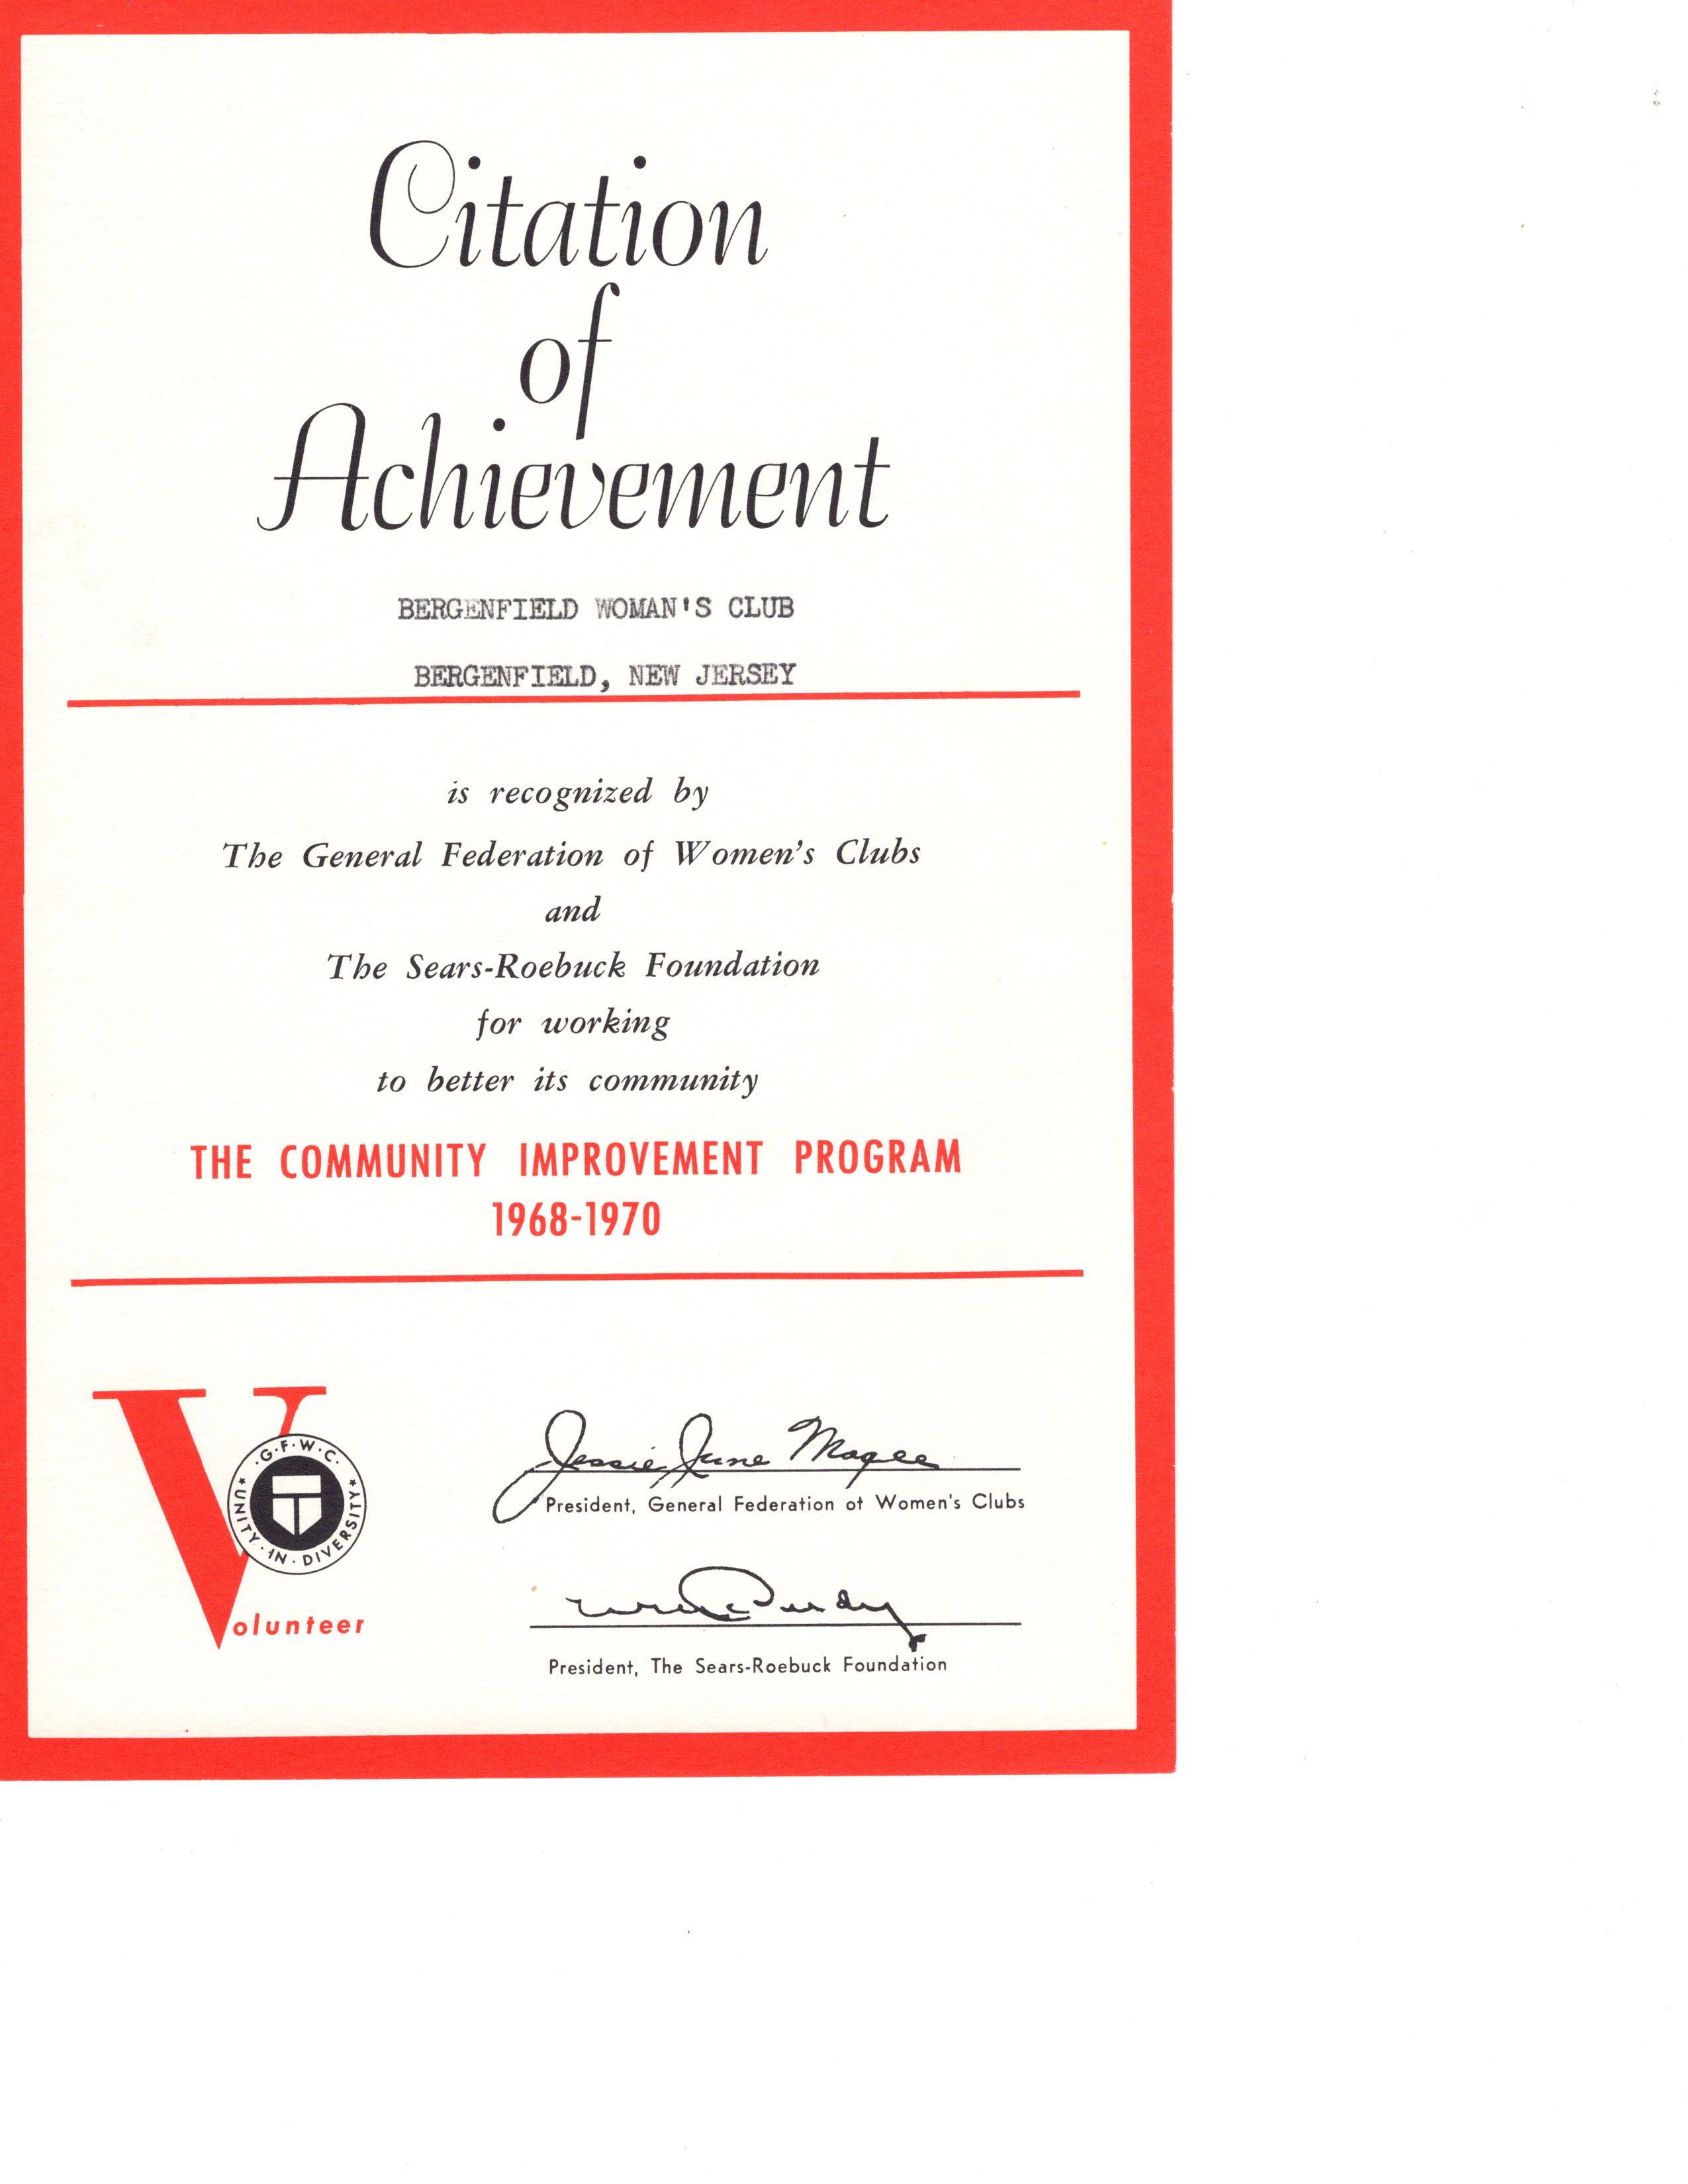 Citation
of
Achievement
BERGENFIELD WOMAN'S CLUB
BERGENFIELD, NEW JERSEY
is recognized by
The General Federation of Women's Clubs
and
The Sears-Roebuck Foundation
for working
to better its community
THE COMMUNITY IMPROVEMENT PROGRAM
1968-1970
Volunteer
·G·F·W·C·
★UNITY·IN·DIVERSITY★
Jessie June Magee
President, General Federation of Women's Clubs
Purdy
President, The Sears-Roebuck Foundation